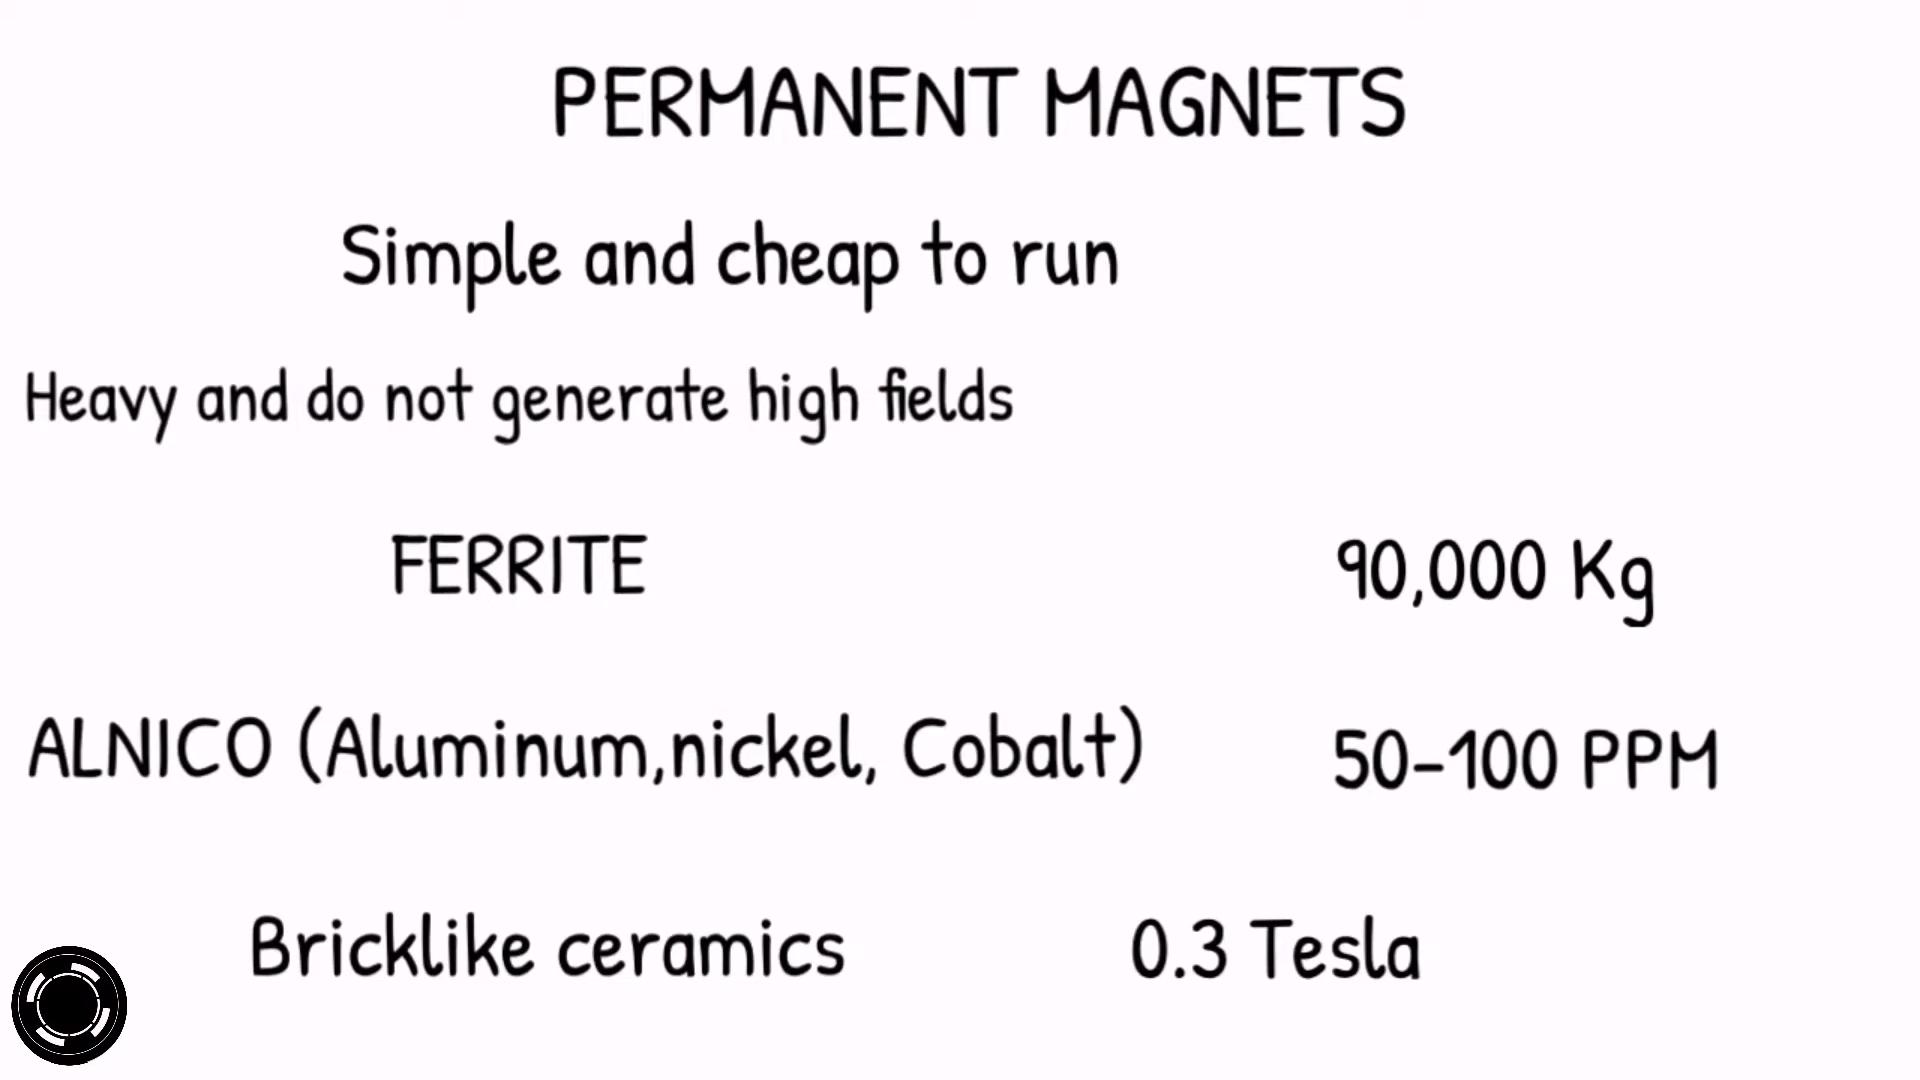 PERMANENT MAGNETS
Simple and cheap to run
Heavy and do not generate high fields
FERRITE
90,000 Kg
ALNICO (Aluminum,nickel, Cobalt)
50-100 PPM
Bricklike ceramics
0.3 Tesla